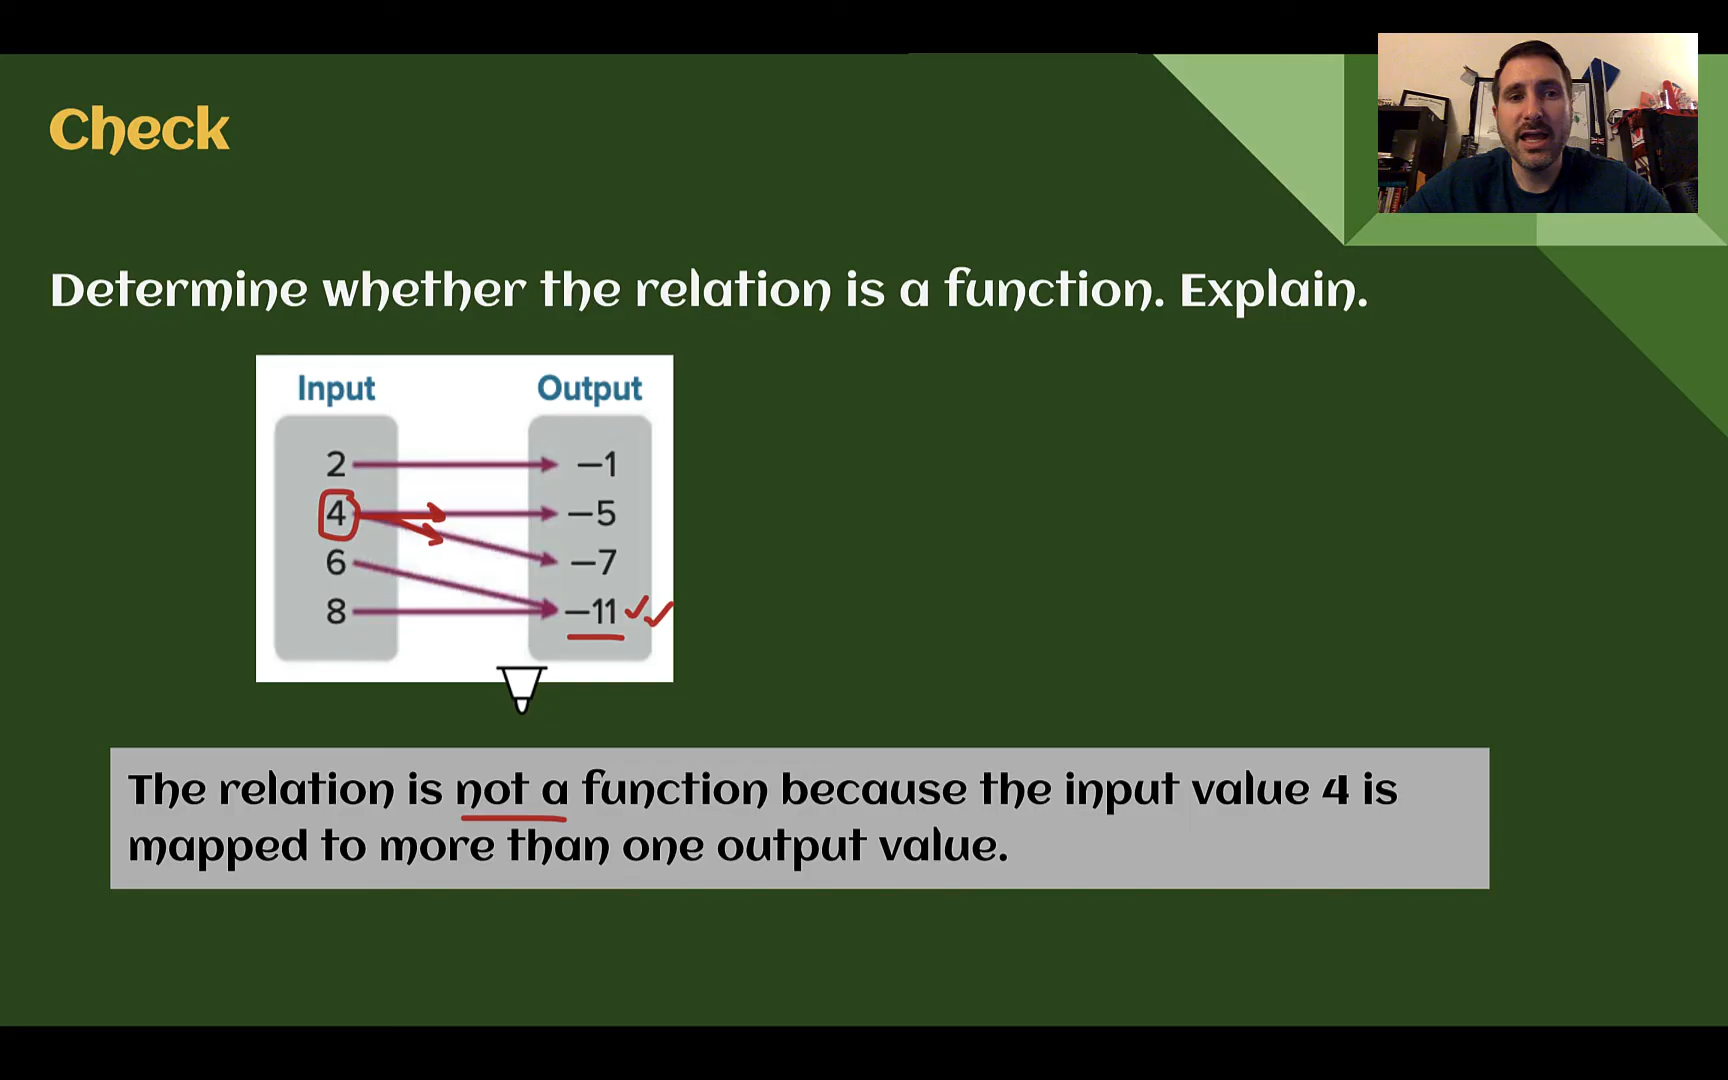 Check
Determine whether the relation is a function. Explain.
Input Output
2 −1
4 −5
6 −7
8 −11
The relation is not a function because the input value 4 is
mapped to more than one output value.